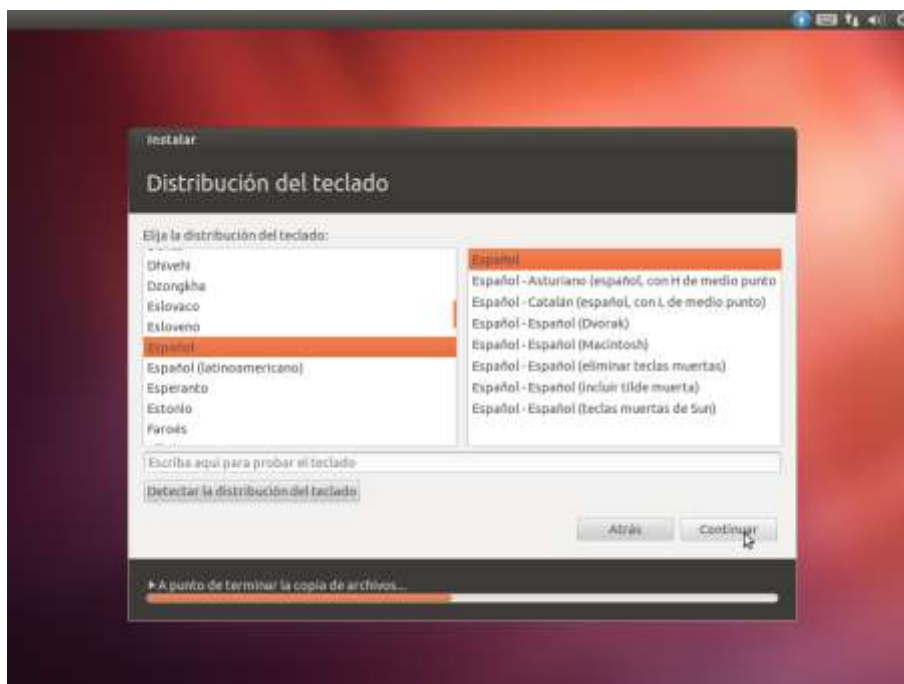 Instalar
Distribución del teclado
Elija la distribución del teclado:
Dhivehi
Dzongkha
Eslovaco
Esloveno
Español
Español (latinoamericano)
Esperanto
Estonio
Faroés
Español
Español - Asturiano (español, con H de medio punto
Español - Catalán (español, con L de medio punto)
Español - Español (Dvorak)
Español - Español (Macintosh)
Español - Español (eliminar teclas muertas)
Español - Español (incluir tilde muerta)
Español - Español (teclas muertas de Sun)
Escriba aquí para probar el teclado
Detectar la distribución del teclado
Atrás
Continuar
A punto de terminar la copia de archivos...